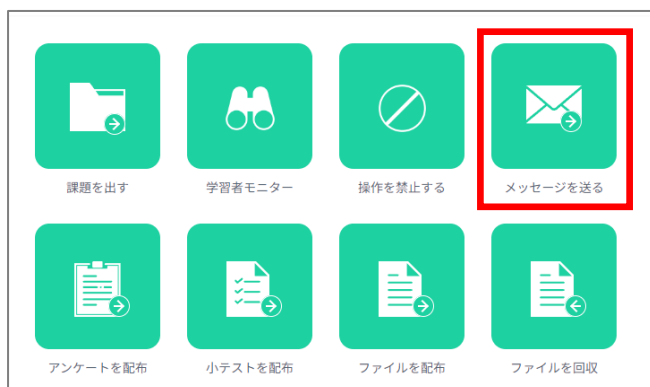 課題を出す
学習者モニター
操作を禁止する
メッセージを送る
アンケートを配布
小テストを配布
ファイルを配布
ファイルを回収